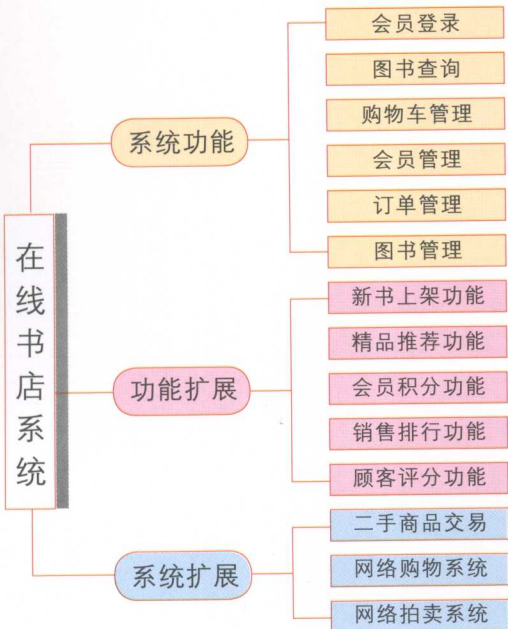 在线书店系统
系统功能
会员登录
图书查询
购物车管理
会员管理
订单管理
图书管理
功能扩展
新书上架功能
精品推荐功能
会员积分功能
销售排行功能
顾客评分功能
系统扩展
二手商品交易
网络购物系统
网络拍卖系统